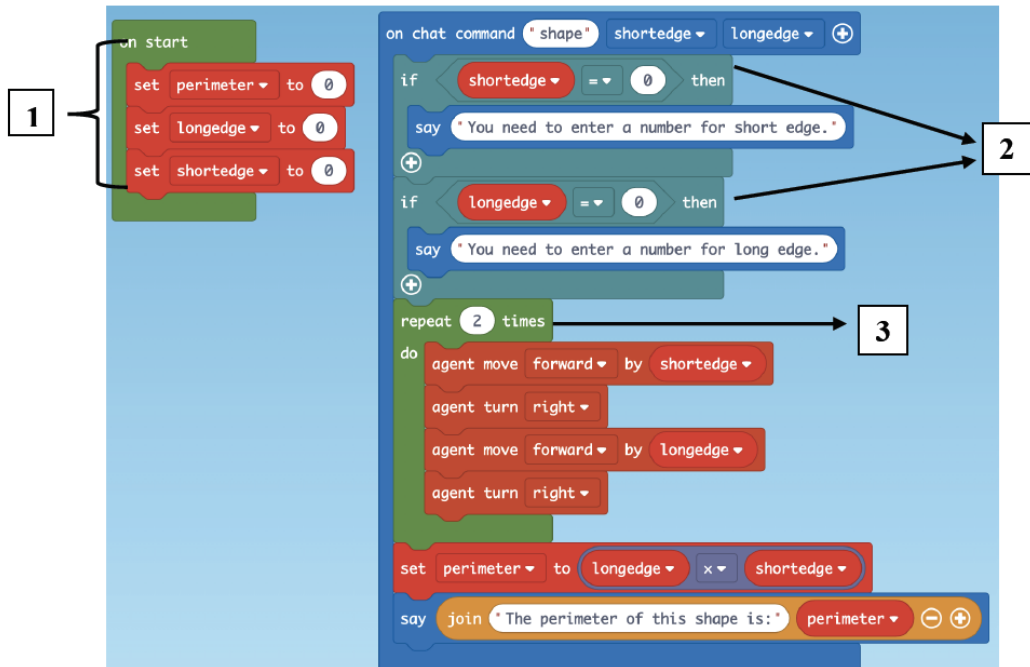 1
on start
set perimeter to 0
set longedge to 0
set shortedge to 0
on chat command "shape" shortedge longedge
if shortedge = 0 then
say "You need to enter a number for short edge."
if longedge = 0 then
say "You need to enter a number for long edge."
2
repeat 2 times
3
do
agent move forward by shortedge
agent turn right
agent move forward by longedge
agent turn right
set perimeter to longedge × shortedge
say join "The perimeter of this shape is:" perimeter